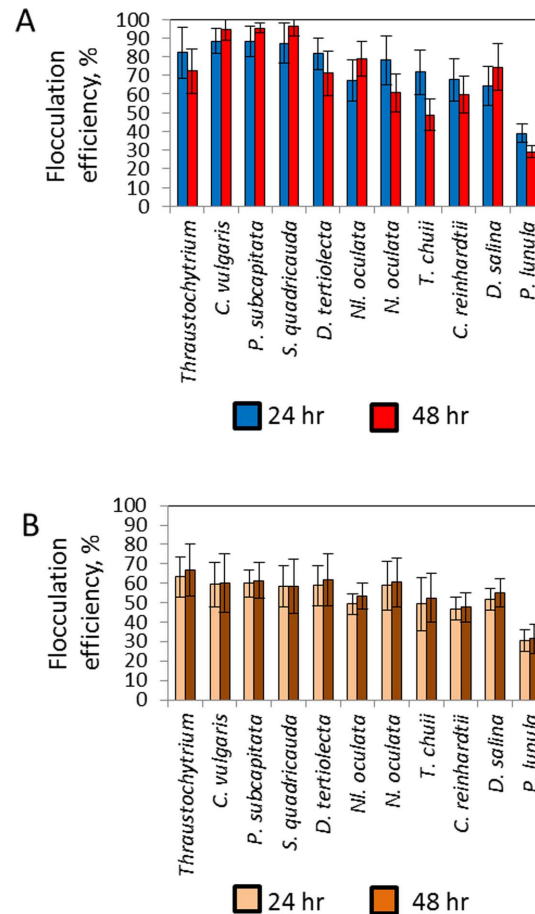 A
Flocculation
efficiency, %
100
90
80
70
60
50
40
30
20
10
0
Thraustochytrium
C. vulgaris
P. subcapitata
S. quadricauda
D. tertiolecta
Nl. oculata
N. oculata
T. chuii
C. reinhardtii
D. salina
P. lunula
24 hr 48 hr
B
Flocculation
efficiency, %
100
90
80
70
60
50
40
30
20
10
0
Thraustochytrium
C. vulgaris
P. subcapitata
S. quadricauda
D. tertiolecta
Nl. oculata
N. oculata
T. chuii
C. reinhardtii
D. salina
P. lunula
24 hr 48 hr